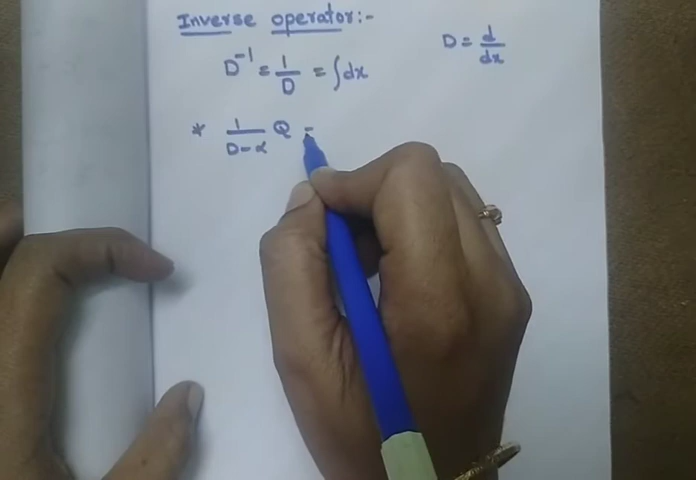 Inverse operator:-
D = d/dx
D⁻¹ = 1/D = ∫dx
* 1/(D-α) Q =